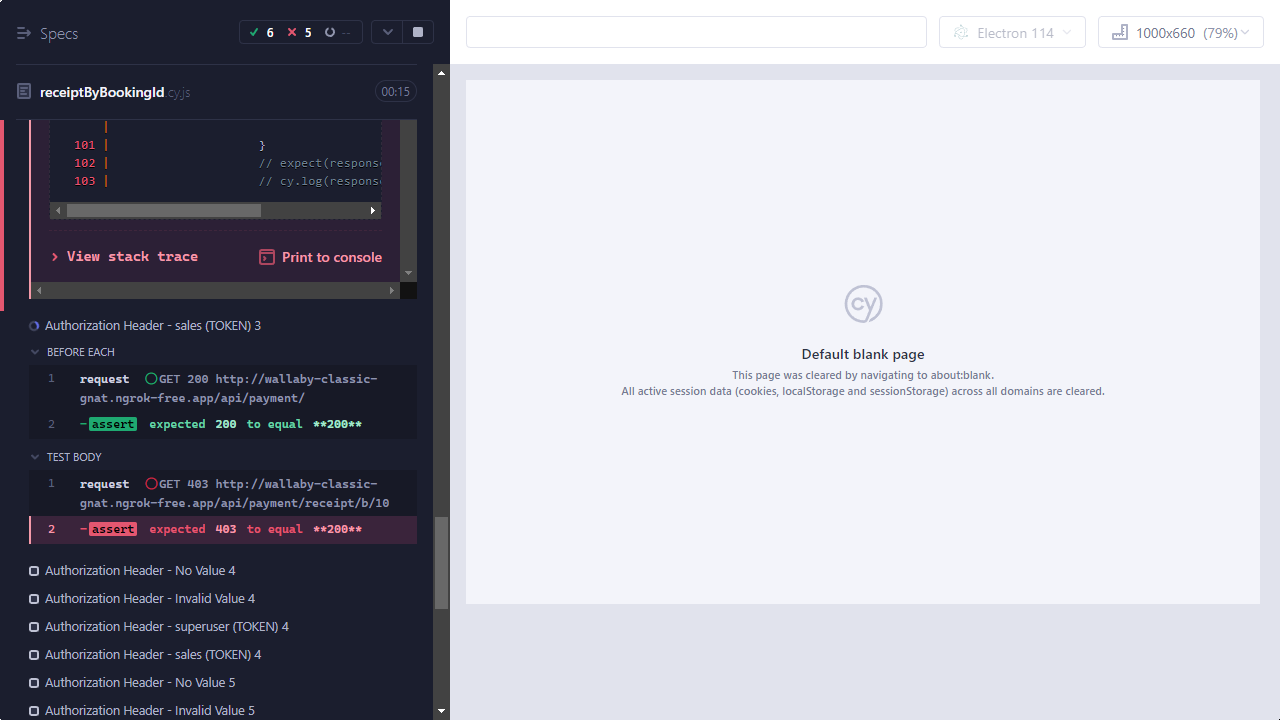 Specs
6
5
--
Electron 114
1000x660 (79%)
receiptByBookingId.cy.js
00:15
|
101 | }
102 | // expect(response
103 | // cy.log(response
View stack trace
Print to console
Authorization Header - sales (TOKEN) 3
BEFORE EACH
1 request GET 200 http://wallaby-classic-
gnat.ngrok-free.app/api/payment/
2 -assert expected 200 to equal **200**
TEST BODY
1 request GET 403 http://wallaby-classic-
gnat.ngrok-free.app/api/payment/receipt/b/10
2 -assert expected 403 to equal **200**
Authorization Header - No Value 4
Authorization Header - Invalid Value 4
Authorization Header - superuser (TOKEN) 4
Authorization Header - sales (TOKEN) 4
Authorization Header - No Value 5
Authorization Header - Invalid Value 5
cy
Default blank page
This page was cleared by navigating to about:blank.
All active session data (cookies, localStorage and sessionStorage) across all domains are cleared.